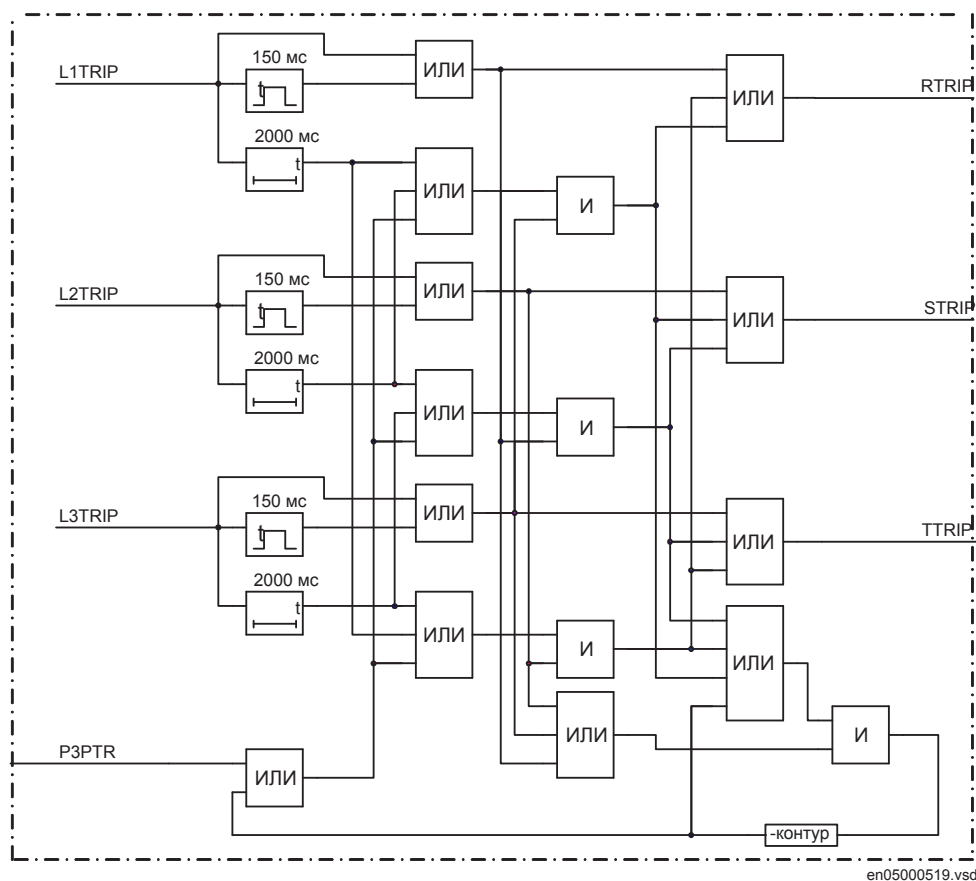 150 мс
ИЛИ
L1TRIP
ИЛИ
RTRIP
2000 мс
t
ИЛИ
И
150 мс
ИЛИ
L2TRIP
ИЛИ
STRIP
2000 мс
t
ИЛИ
И
150 мс
ИЛИ
L3TRIP
ИЛИ
TTRIP
2000 мс
t
ИЛИ
И
ИЛИ
ИЛИ
И
P3PTR
ИЛИ
-контур
en05000519.vsd